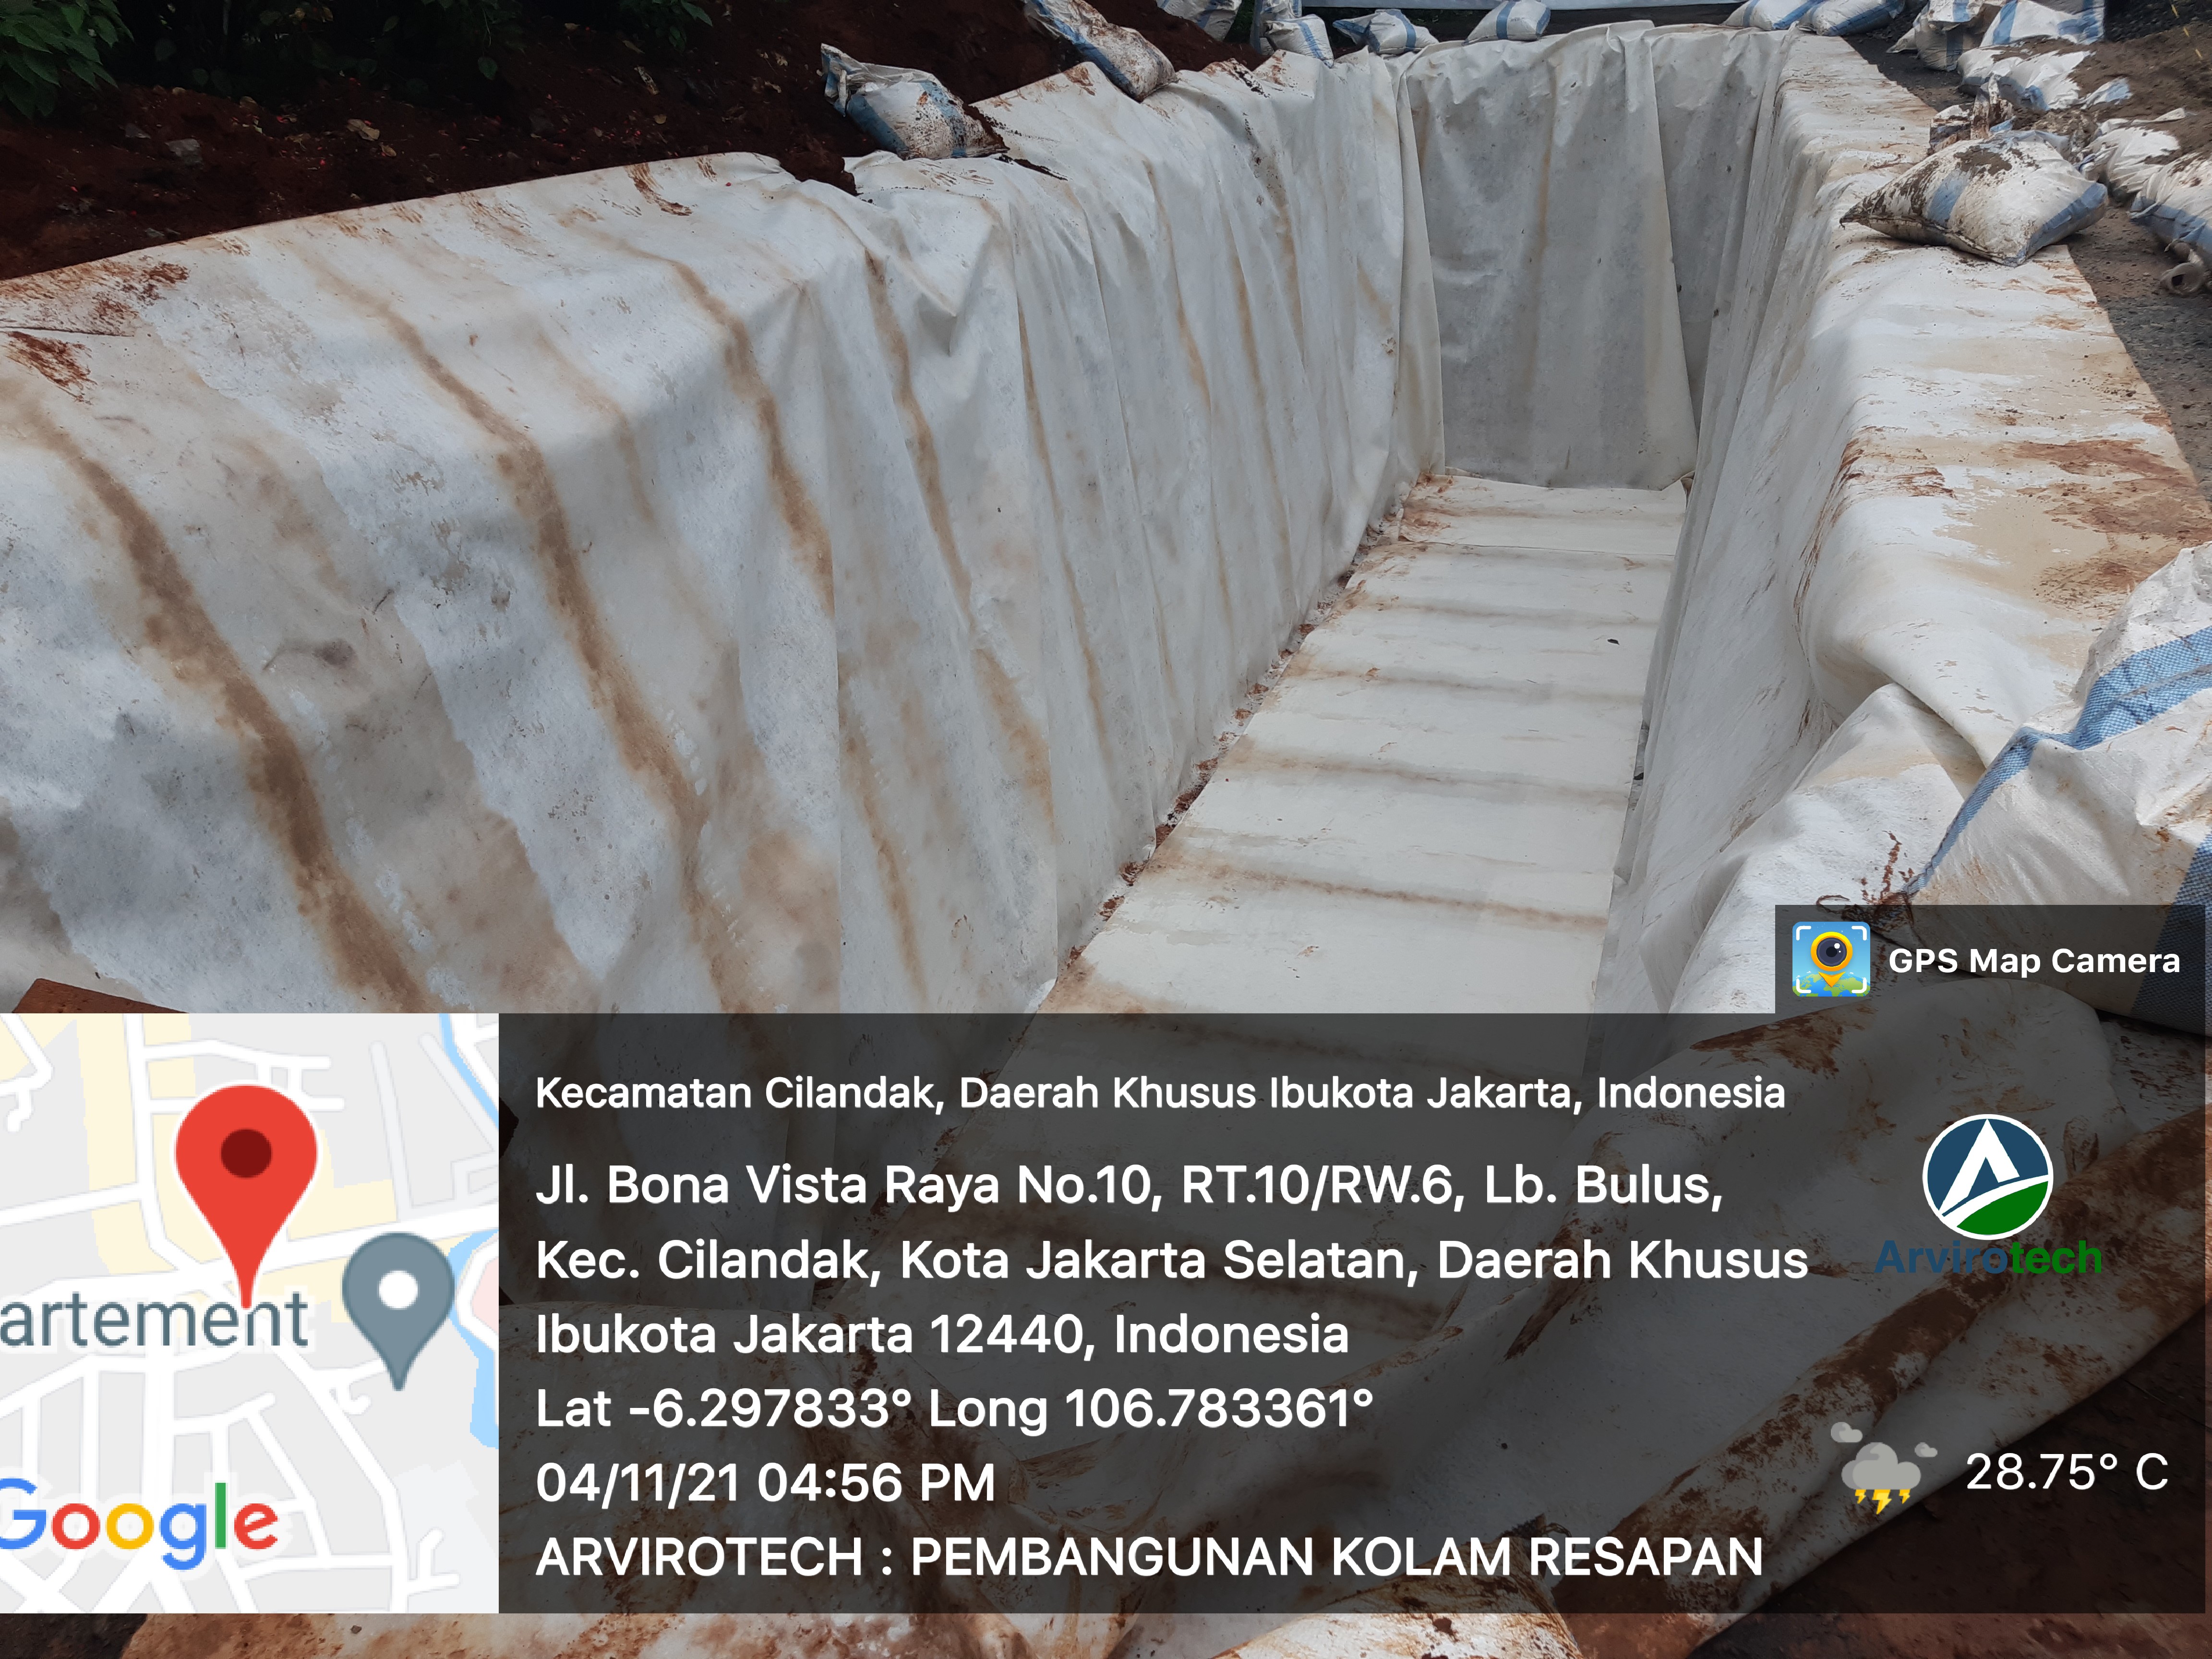 GPS Map Camera
Kecamatan Cilandak, Daerah Khusus Ibukota Jakarta, Indonesia
Jl. Bona Vista Raya No.10, RT.10/RW.6, Lb. Bulus,
Kec. Cilandak, Kota Jakarta Selatan, Daerah Khusus
Ibukota Jakarta 12440, Indonesia
Lat -6.297833° Long 106.783361°
04/11/21 04:56 PM
ARVIROTECH : PEMBANGUNAN KOLAM RESAPAN
Arvirotech
28.75° C
artement
Google